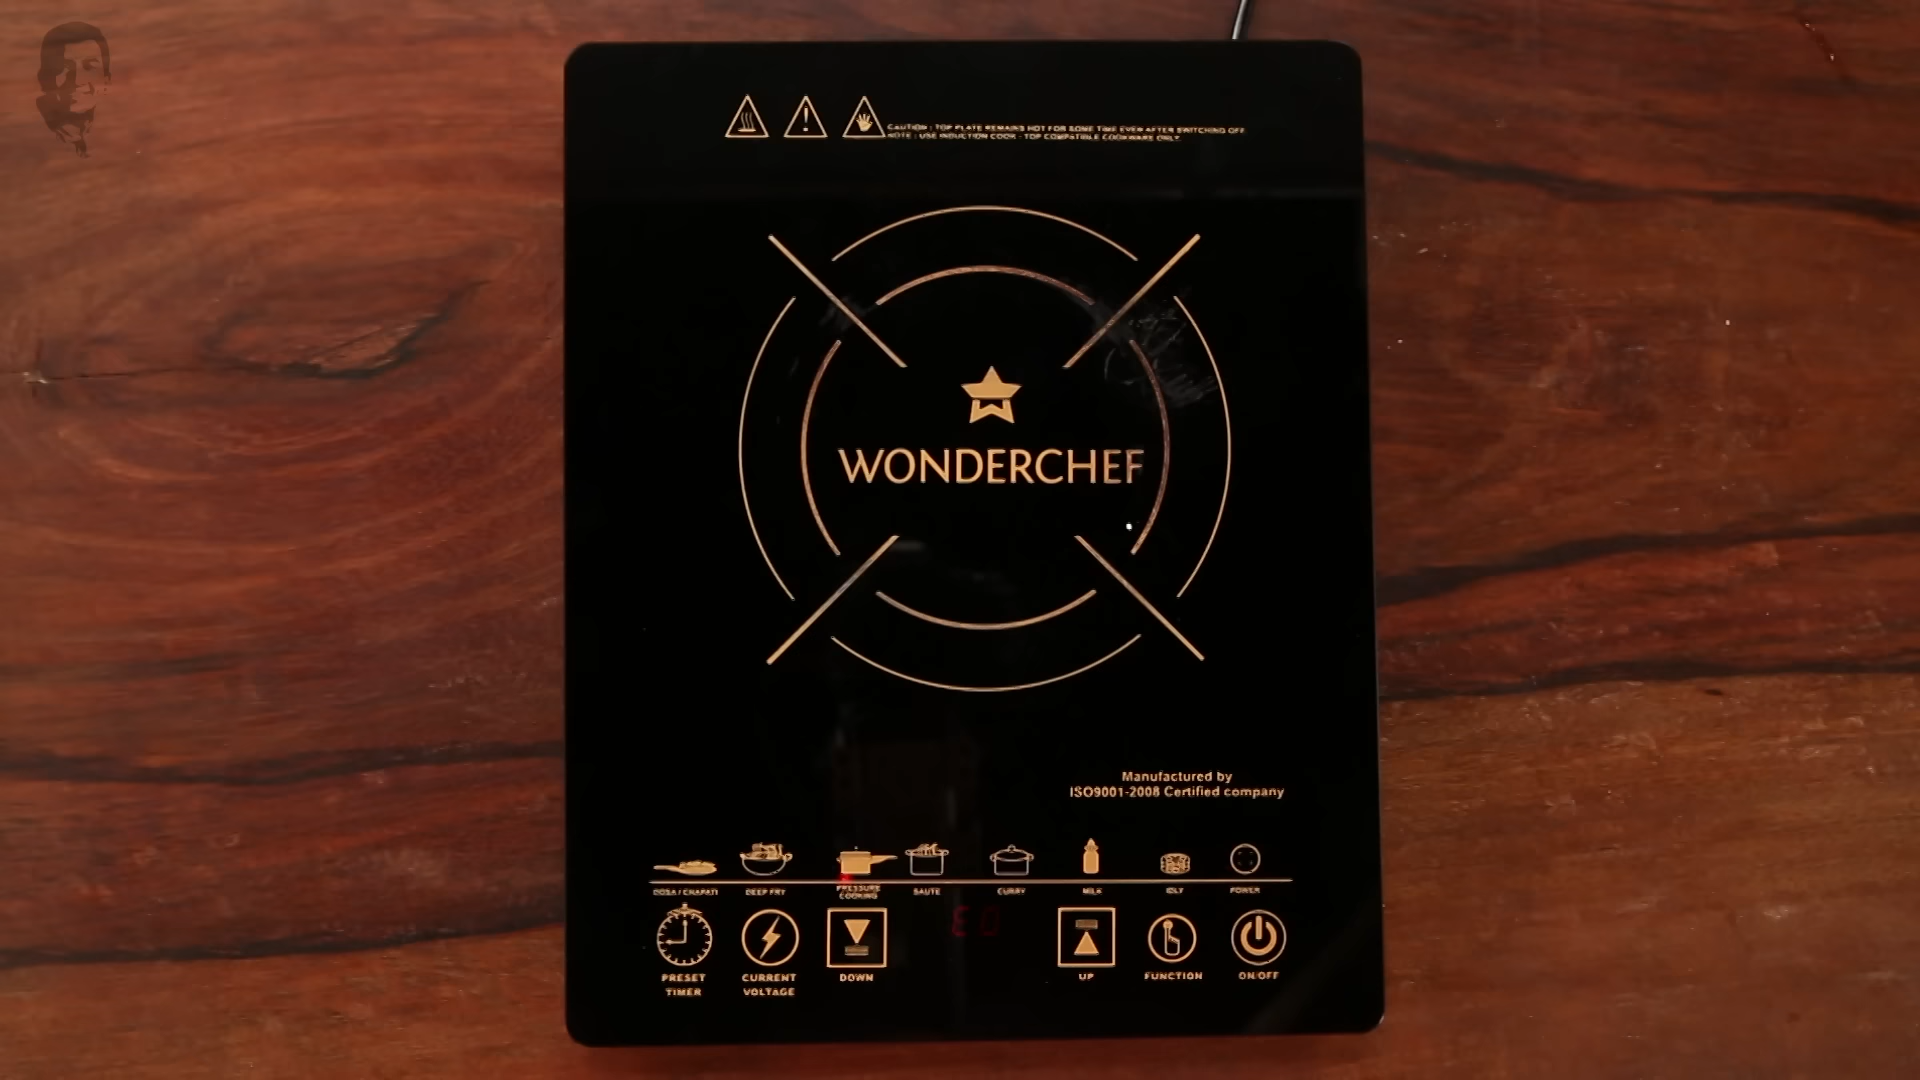 CAUTION : TOP PLATE REMAINS HOT FOR SOME TIME EVER AFTER SWITCHING OFF
NOTE : USE INDUCTION COOK - TOP COMPATIBLE COOKWARE ONLY.
WONDERCHEF
Manufactured by
ISO9001-2008 Certified company
DOSA / CHAPATI DEEP FRY PRESSURE COOKING SAUTE CURRY MILK IDLY POWER
E0
PRESET TIMER CURRENT VOLTAGE DOWN UP FUNCTION ON/OFF